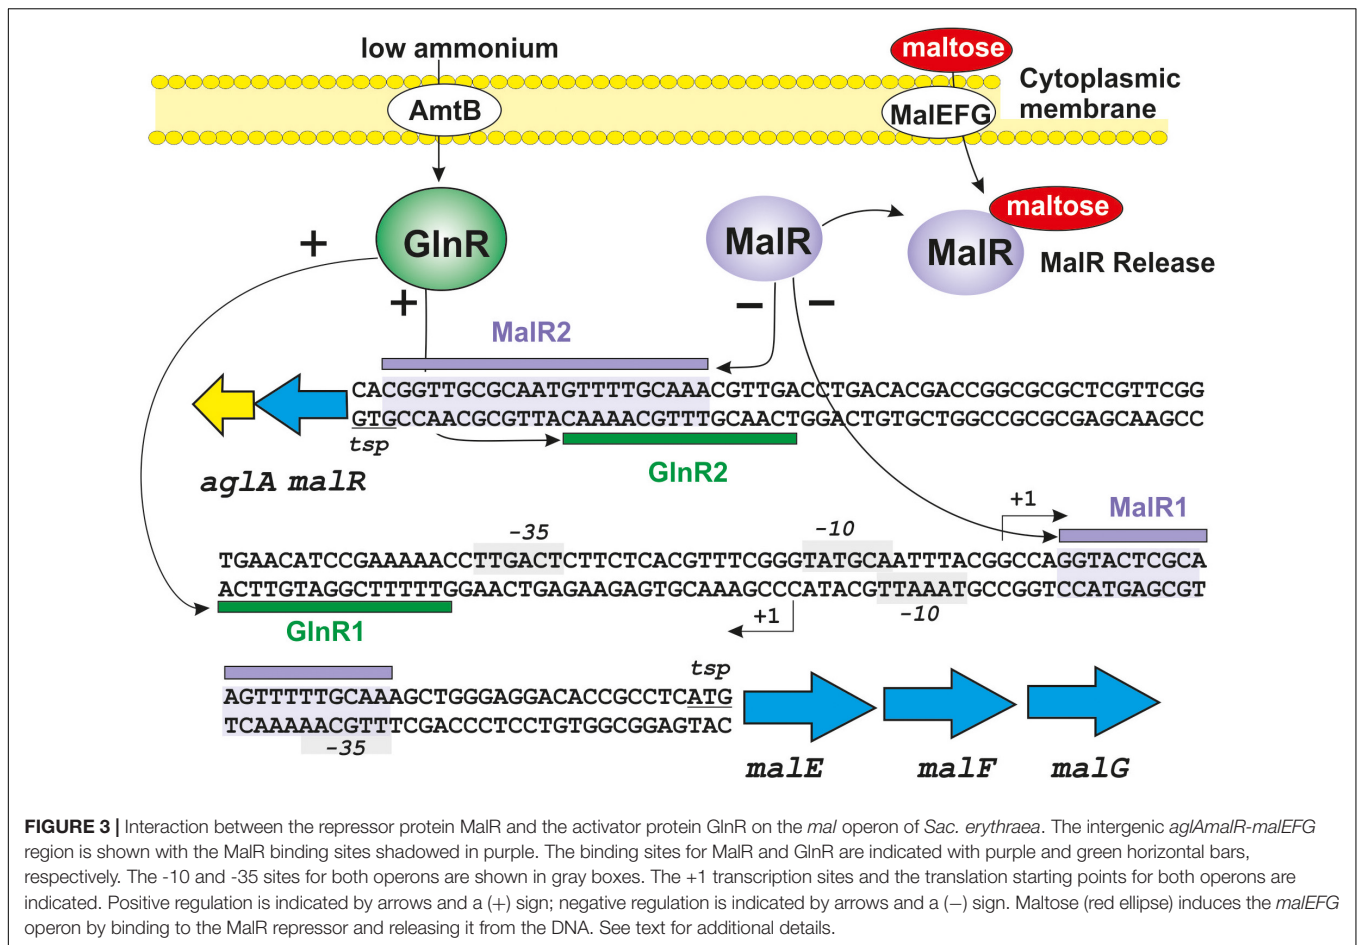 low ammonium
maltose
Cytoplasmic
membrane
AmtB
MalEFG
maltose
GlnR
MalR
MalR
MalR Release
+
+
−
−
MalR2
CACGGTTGCGCAATGTTTTTGCAAACGTTGACCTGACACGACCGGCGCGCTCGTTCGG
GTGCCAACGCGTTACAAAAACGTTTGCAACTGGACTGTGCTGGCCGCGCGAGCAAGCC
tsp
GlnR2
aglA malR
+1
MalR1
-35
-10
TGAACATCCGAAAAACCTTGACTCTTCTCACGTTTCGGGTATGCAATTTACGGCCAGGTACTCGCA
ACTTGTAGGCTTTTTGGAACTGAGAAGAGTGCAAAGCCCATACGTTAAATGCCGGTCCATGAGCGT
-10
+1
GlnR1
tsp
AGTTTTTGCAAAGCTGGGAGGACACCGCCTCATG
TCAAAAACGTTTCGACCCTCCTGTGGCGGAGTAC
-35
malE malF malG
FIGURE 3 | Interaction between the repressor protein MalR and the activator protein GlnR on the mal operon of Sac. erythraea. The intergenic aglAmalR-malEFG
region is shown with the MalR binding sites shadowed in purple. The binding sites for MalR and GlnR are indicated with purple and green horizontal bars,
respectively. The -10 and -35 sites for both operons are shown in gray boxes. The +1 transcription sites and the translation starting points for both operons are
indicated. Positive regulation is indicated by arrows and a (+) sign; negative regulation is indicated by arrows and a (−) sign. Maltose (red ellipse) induces the malEFG
operon by binding to the MalR repressor and releasing it from the DNA. See text for additional details.